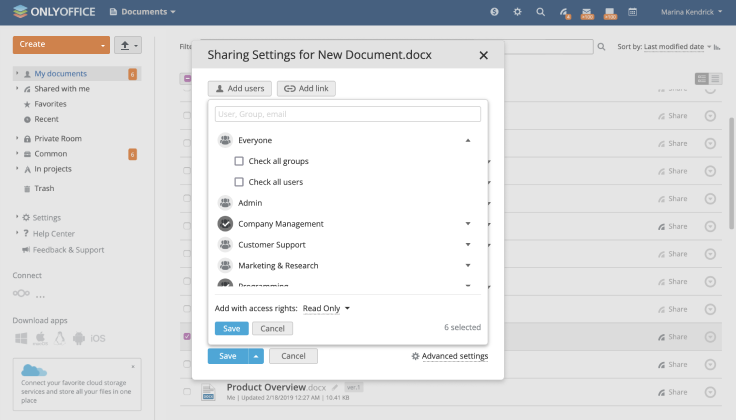 ONLYOFFICE
Documents
+100
+100
Marina Kendrick
Create
My documents
6
Shared with me
Favorites
Recent
Private Room
Common
6
In projects
Trash
Settings
Help Center
Feedback & Support
Connect
Download apps
iOS
Connect your favorite cloud storage
services and store all your files in one
place
Filte
Sort by: Last modified date
Sharing Settings for New Document.docx
Add users
Add link
User, Group, email
Everyone
Check all groups
Check all users
Admin
Company Management
Customer Support
Marketing & Research
Programming
Add with access rights: Read Only
Save
Cancel
6 selected
Save
Cancel
Advanced settings
Share
Share
Share
Share
Share
Share
Share
Share
Share
Share
Share
Share
Product Overview.docx
ver.1
Me | Updated 2/18/2019 12:27 AM | 10.41 KB